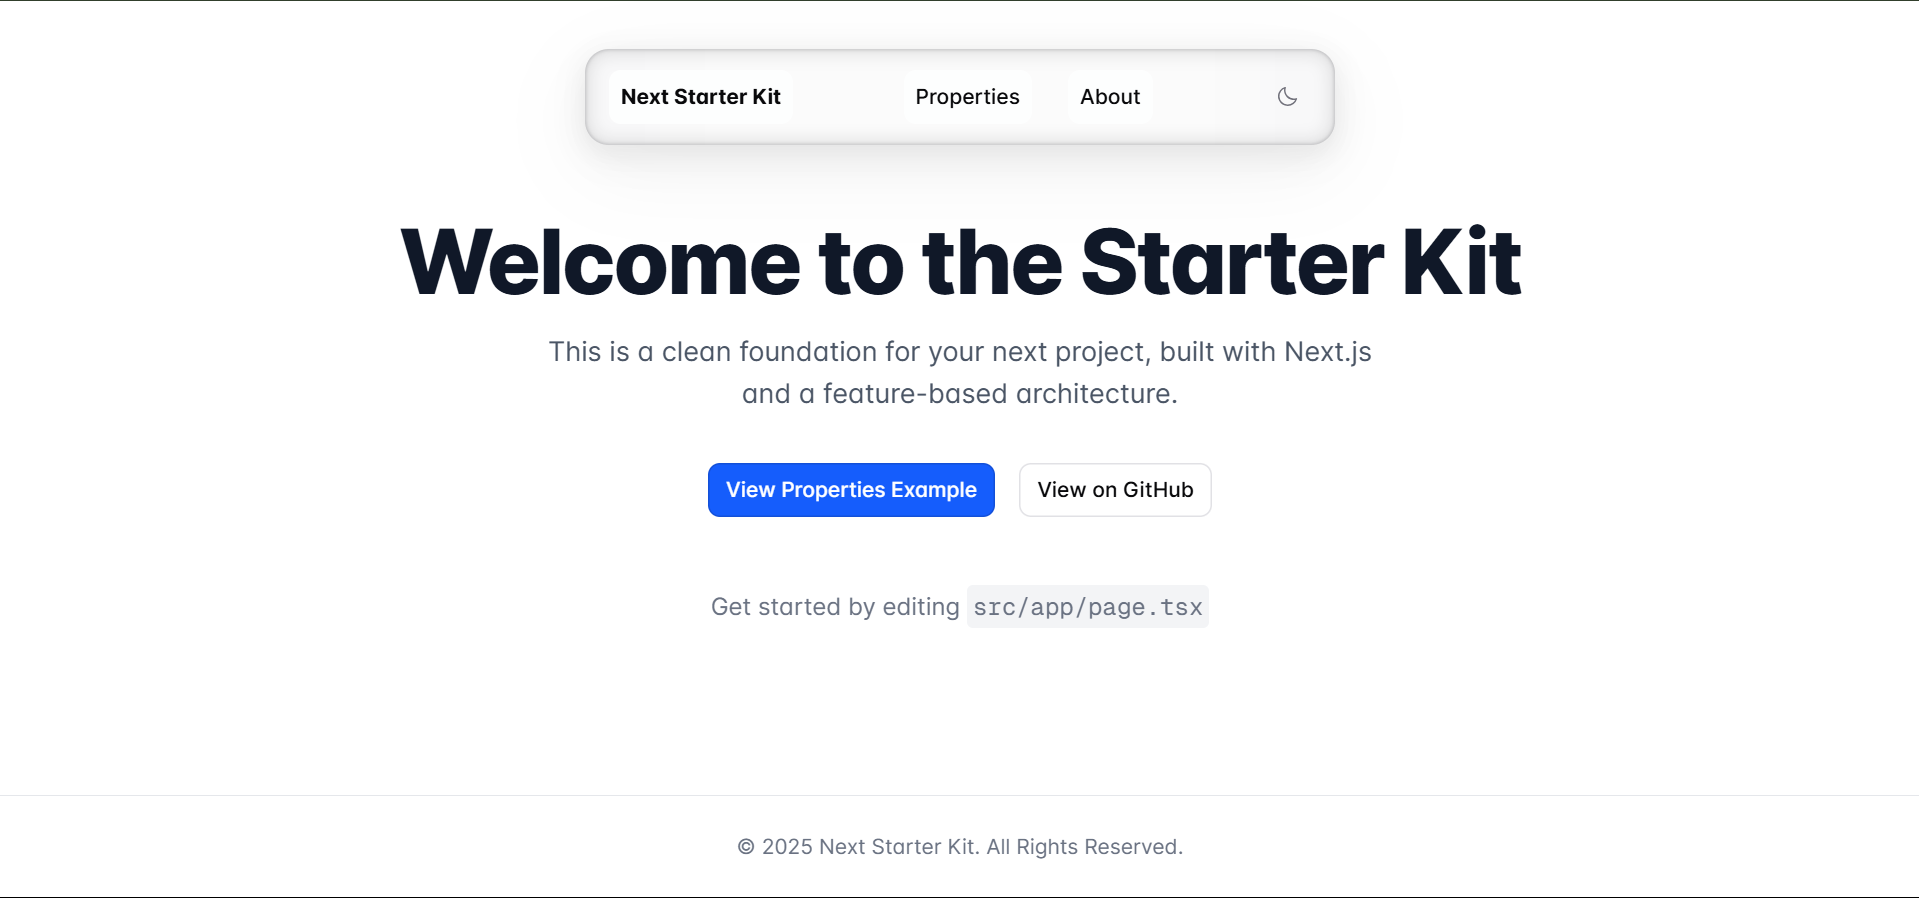 Next Starter Kit Properties About
Welcome to the Starter Kit
This is a clean foundation for your next project, built with Next.js
and a feature-based architecture.
View Properties Example View on GitHub
Get started by editing src/app/page.tsx
© 2025 Next Starter Kit. All Rights Reserved.